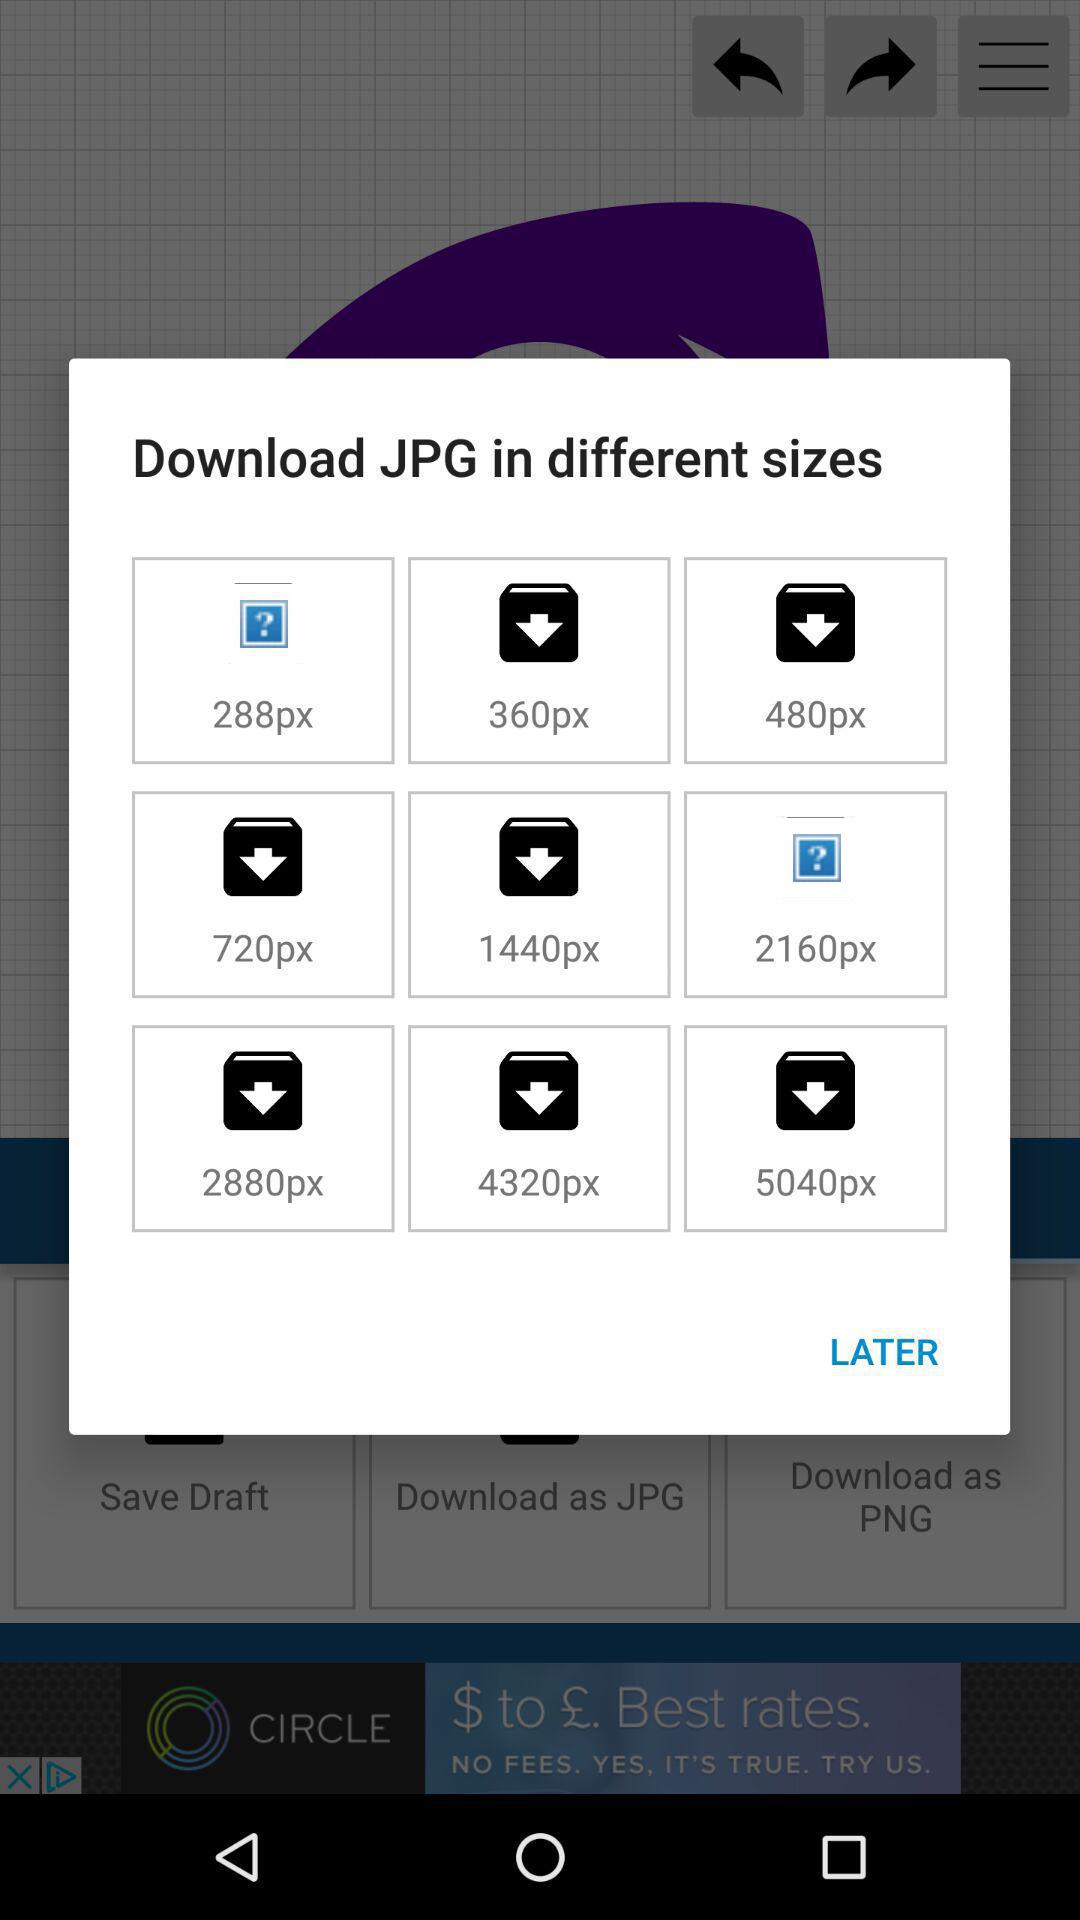 Download JPG in different sizes
288px 360px 480px
720px 1440px 2160px
2880px 4320px 5040px
LATER
Save Draft
Download as JPG
Download as
PNG
CIRCLE
$ to £. Best rates.
NO FEES. YES, IT'S TRUE. TRY US.